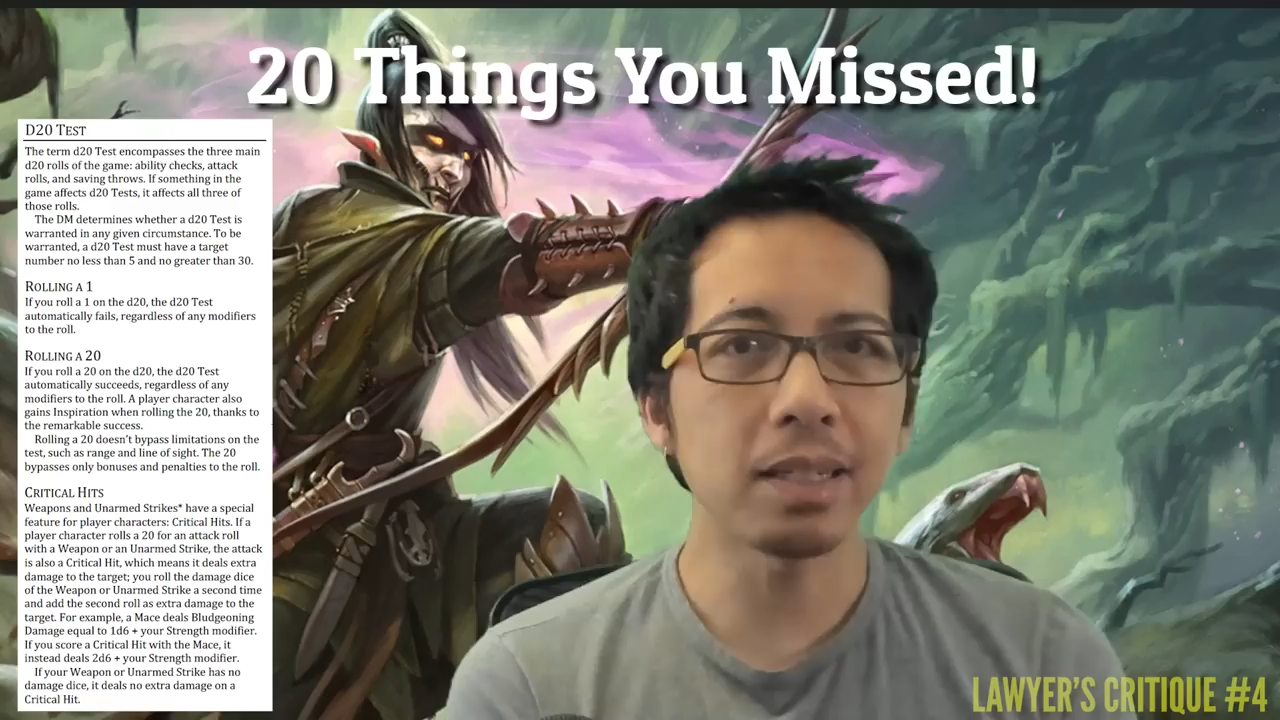 20 Things You Missed!
D20 TEST
The term d20 Test encompasses the three main
d20 rolls of the game: ability checks, attack
rolls, and saving throws. If something in the
game affects d20 Tests, it affects all three of
those rolls.
The DM determines whether a d20 Test is
warranted in any given circumstance. To be
warranted, a d20 Test must have a target
number no less than 5 and no greater than 30.
ROLLING A 1
If you roll a 1 on the d20, the d20 Test
automatically fails, regardless of any modifiers
to the roll.
ROLLING A 20
If you roll a 20 on the d20, the d20 Test
automatically succeeds, regardless of any
modifiers to the roll. A player character also
gains Inspiration when rolling the 20, thanks to
the remarkable success.
Rolling a 20 doesn't bypass limitations on the
test, such as range and line of sight. The 20
bypasses only bonuses and penalties to the roll.
CRITICAL HITS
Weapons and Unarmed Strikes* have a special
feature for player characters: Critical Hits. If a
player character rolls a 20 for an attack roll
with a Weapon or an Unarmed Strike, the attack
is also a Critical Hit, which means it deals extra
damage to the target; you roll the damage dice
of the Weapon or Unarmed Strike a second time
and add the second roll as extra damage to the
target. For example, a Mace deals Bludgeoning
Damage equal to 1d6 + your Strength modifier.
If you score a Critical Hit with the Mace, it
instead deals 2d6 + your Strength modifier.
If your Weapon or Unarmed Strike has no
damage dice, it deals no extra damage on a
Critical Hit.
LAWYER'S CRITIQUE #4